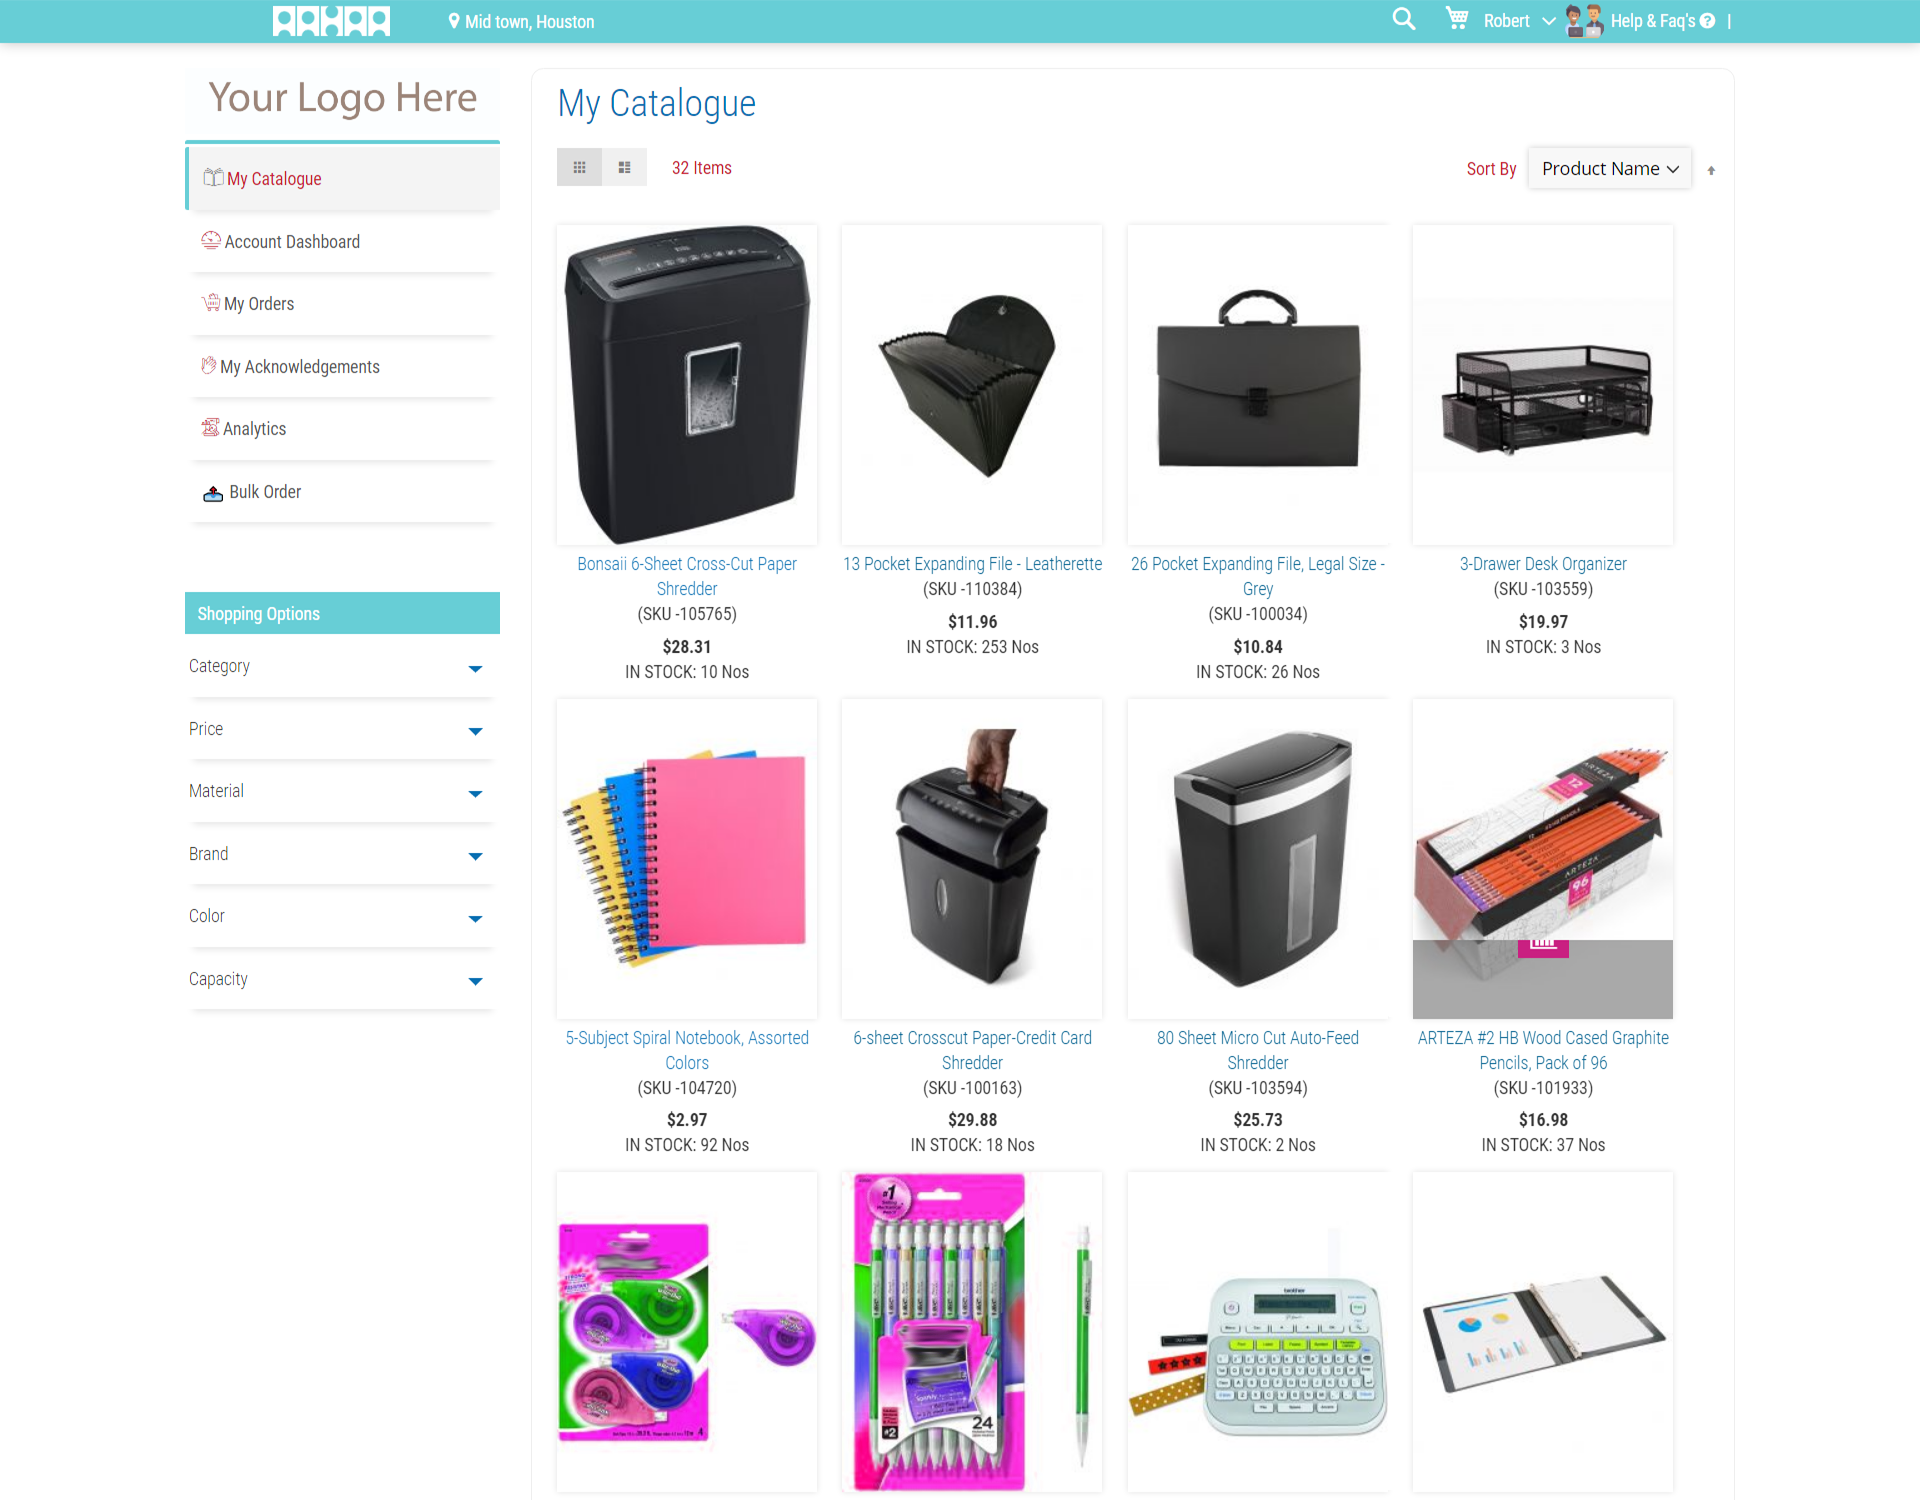 Mid town, Houston
Robert
Help & Faq's
Your Logo Here
My Catalogue
Account Dashboard
My Orders
My Acknowledgements
Analytics
Bulk Order
Shopping Options
Category
Price
Material
Brand
Color
Capacity
My Catalogue
32 Items
Sort By
Product Name
Bonsaii 6-Sheet Cross-Cut Paper
Shredder
(SKU -105765)
$28.31
IN STOCK: 10 Nos
13 Pocket Expanding File - Leatherette
(SKU -110384)
$11.96
IN STOCK: 253 Nos
26 Pocket Expanding File, Legal Size -
Grey
(SKU -100034)
$10.84
IN STOCK: 26 Nos
3-Drawer Desk Organizer
(SKU -103559)
$19.97
IN STOCK: 3 Nos
ARTEZA
12
ARTEZA
96
5-Subject Spiral Notebook, Assorted
Colors
(SKU -104720)
$2.97
IN STOCK: 92 Nos
6-sheet Crosscut Paper-Credit Card
Shredder
(SKU -100163)
$29.88
IN STOCK: 18 Nos
80 Sheet Micro Cut Auto-Feed
Shredder
(SKU -103594)
$25.73
IN STOCK: 2 Nos
ARTEZA #2 HB Wood Cased Graphite
Pencils, Pack of 96
(SKU -101933)
$16.98
IN STOCK: 37 Nos
#1
24
#2
brother